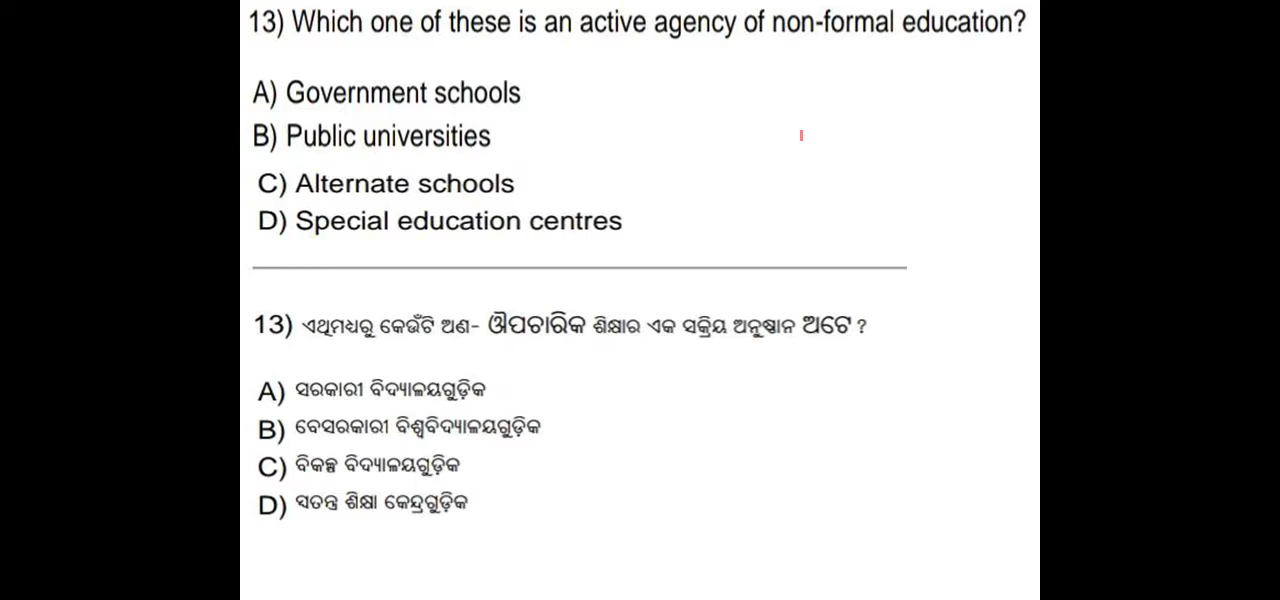 13) Which one of these is an active agency of non-formal education?
A) Government schools
B) Public universities
C) Alternate schools
D) Special education centres
13) ଏଥିମଧ୍ୟରୁ କେଉଁଟି ଅଣ- ଔପଚାରିକ ଶିକ୍ଷାର ଏକ ସକ୍ରିୟ ଅନୁଷ୍ଠାନ ଅଟେ ?
A) ସରକାରୀ ବିଦ୍ୟାଳୟଗୁଡ଼ିକ
B) ବେସରକାରୀ ବିଶ୍ୱବିଦ୍ୟାଳୟଗୁଡ଼ିକ
C) ବିକଳ୍ପ ବିଦ୍ୟାଳୟଗୁଡ଼ିକ
D) ସ୍ୱତନ୍ତ୍ର ଶିକ୍ଷା କେନ୍ଦ୍ରଗୁଡ଼ିକ